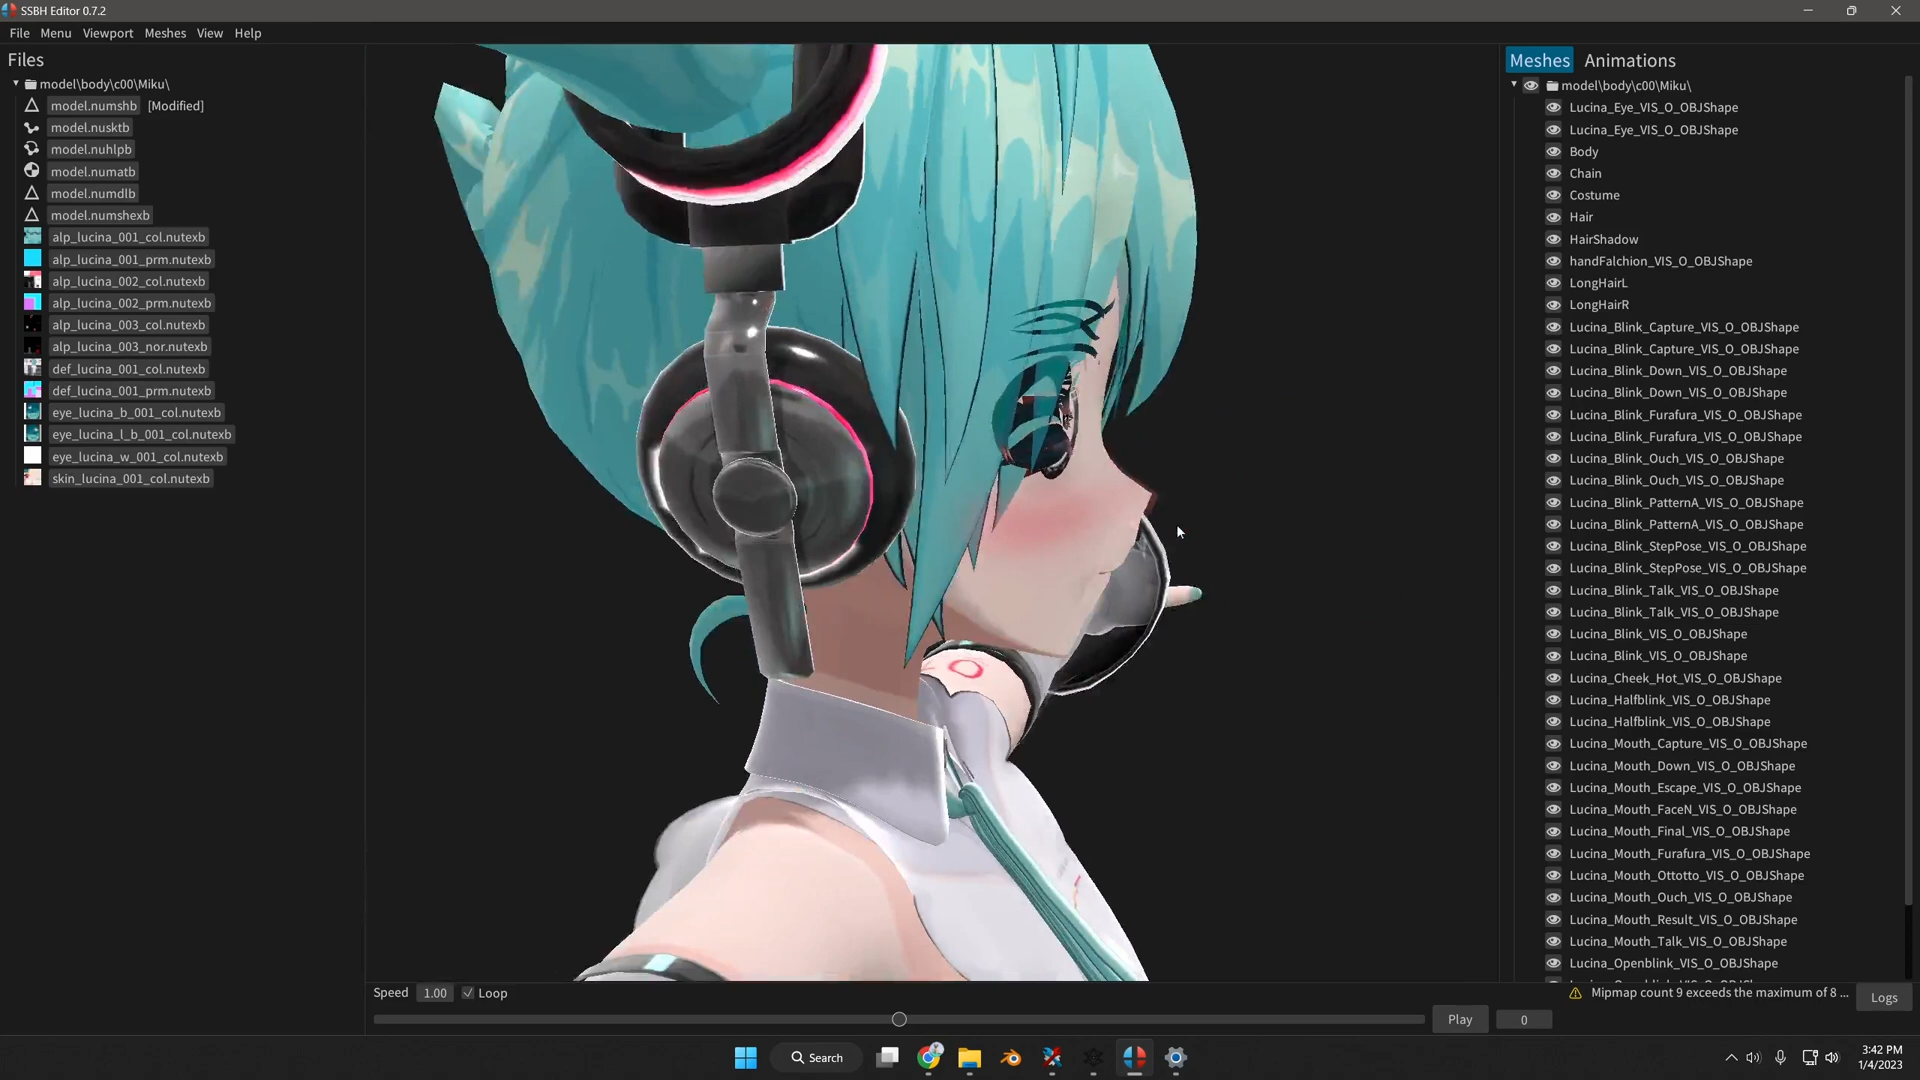 SSBH Editor 0.7.2
File Menu Viewport Meshes View Help
Files
model\body\c00\Miku\
model.numshb [Modified]
model.nusktb
model.nuhlpb
model.numatb
model.numdlb
model.numshexb
alp_lucina_001_col.nutexb
alp_lucina_001_prm.nutexb
alp_lucina_002_col.nutexb
alp_lucina_002_prm.nutexb
alp_lucina_003_col.nutexb
alp_lucina_003_nor.nutexb
def_lucina_001_col.nutexb
def_lucina_001_prm.nutexb
eye_lucina_b_001_col.nutexb
eye_lucina_l_b_001_col.nutexb
eye_lucina_w_001_col.nutexb
skin_lucina_001_col.nutexb
Meshes Animations
model\body\c00\Miku\
Lucina_Eye_VIS_O_OBJShape
Lucina_Eye_VIS_O_OBJShape
Body
Chain
Costume
Hair
HairShadow
handFalchion_VIS_O_OBJShape
LongHairL
LongHairR
Lucina_Blink_Capture_VIS_O_OBJShape
Lucina_Blink_Capture_VIS_O_OBJShape
Lucina_Blink_Down_VIS_O_OBJShape
Lucina_Blink_Down_VIS_O_OBJShape
Lucina_Blink_Furafura_VIS_O_OBJShape
Lucina_Blink_Furafura_VIS_O_OBJShape
Lucina_Blink_Ouch_VIS_O_OBJShape
Lucina_Blink_Ouch_VIS_O_OBJShape
Lucina_Blink_PatternA_VIS_O_OBJShape
Lucina_Blink_PatternA_VIS_O_OBJShape
Lucina_Blink_StepPose_VIS_O_OBJShape
Lucina_Blink_StepPose_VIS_O_OBJShape
Lucina_Blink_Talk_VIS_O_OBJShape
Lucina_Blink_Talk_VIS_O_OBJShape
Lucina_Blink_VIS_O_OBJShape
Lucina_Blink_VIS_O_OBJShape
Lucina_Cheek_Hot_VIS_O_OBJShape
Lucina_Halfblink_VIS_O_OBJShape
Lucina_Halfblink_VIS_O_OBJShape
Lucina_Mouth_Capture_VIS_O_OBJShape
Lucina_Mouth_Down_VIS_O_OBJShape
Lucina_Mouth_Escape_VIS_O_OBJShape
Lucina_Mouth_FaceN_VIS_O_OBJShape
Lucina_Mouth_Final_VIS_O_OBJShape
Lucina_Mouth_Furafura_VIS_O_OBJShape
Lucina_Mouth_Ottotto_VIS_O_OBJShape
Lucina_Mouth_Ouch_VIS_O_OBJShape
Lucina_Mouth_Result_VIS_O_OBJShape
Lucina_Mouth_Talk_VIS_O_OBJShape
Lucina_Openblink_VIS_O_OBJShape
Speed 1.00 Loop
Mipmap count 9 exceeds the maximum of 8 ... Logs
Play 0
Search
3:42 PM
1/4/2023